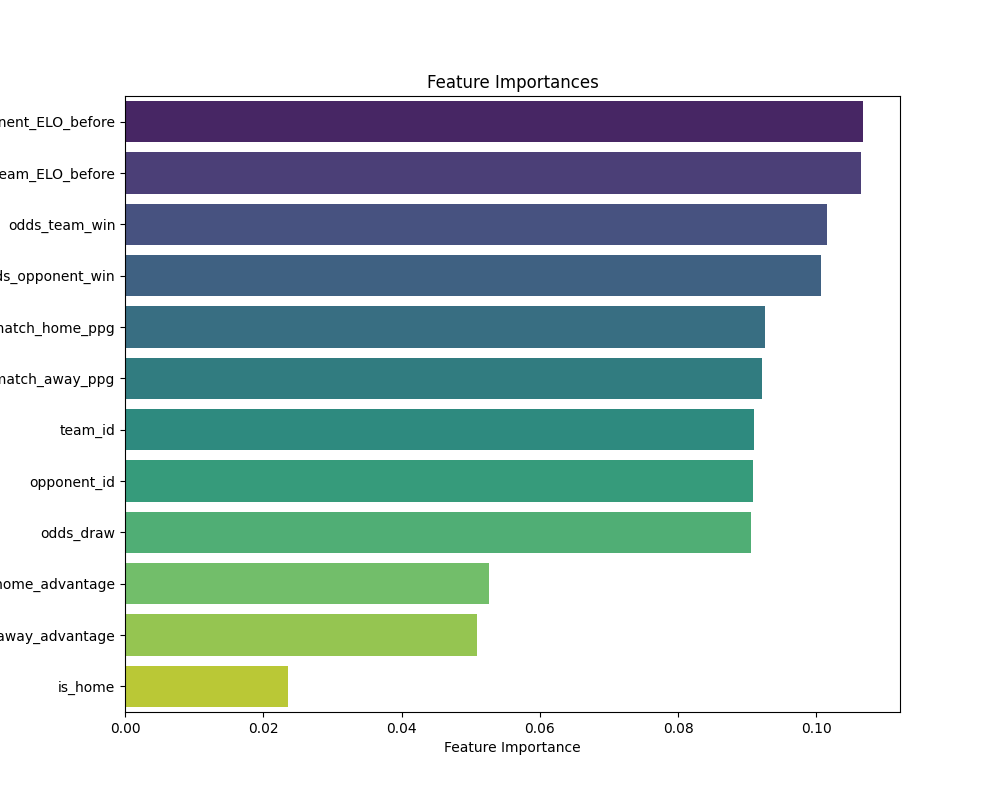 Feature Importances
nent_ELO_before
eam_ELO_before
odds_team_win
ds_opponent_win
match_home_ppg
match_away_ppg
team_id
opponent_id
odds_draw
home_advantage
away_advantage
is_home
0.00 0.02 0.04 0.06 0.08 0.10
Feature Importance